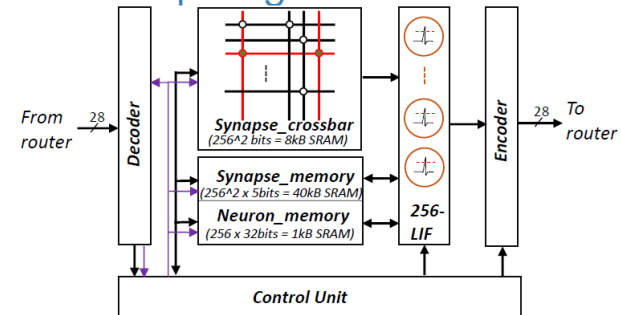 From
router
28
Decoder
Synapse_crossbar
(256^2 bits = 8kB SRAM)
Synapse_memory
(256^2 x 5bits = 40kB SRAM)
Neuron_memory
(256 x 32bits = 1kB SRAM)
256-
LIF
Encoder
28
To
router
Control Unit